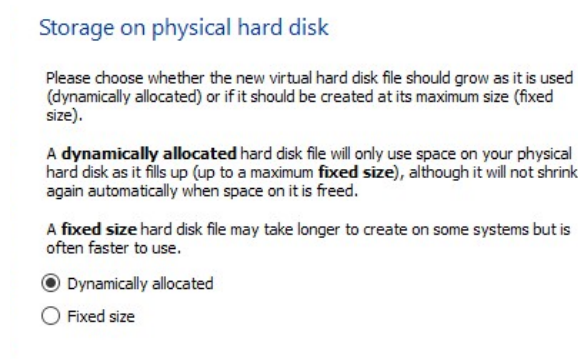 Storage on physical hard disk
Please choose whether the new virtual hard disk file should grow as it is used
(dynamically allocated) or if it should be created at its maximum size (fixed
size).
A dynamically allocated hard disk file will only use space on your physical
hard disk as it fills up (up to a maximum fixed size), although it will not shrink
again automatically when space on it is freed.
A fixed size hard disk file may take longer to create on some systems but is
often faster to use.
Dynamically allocated
Fixed size